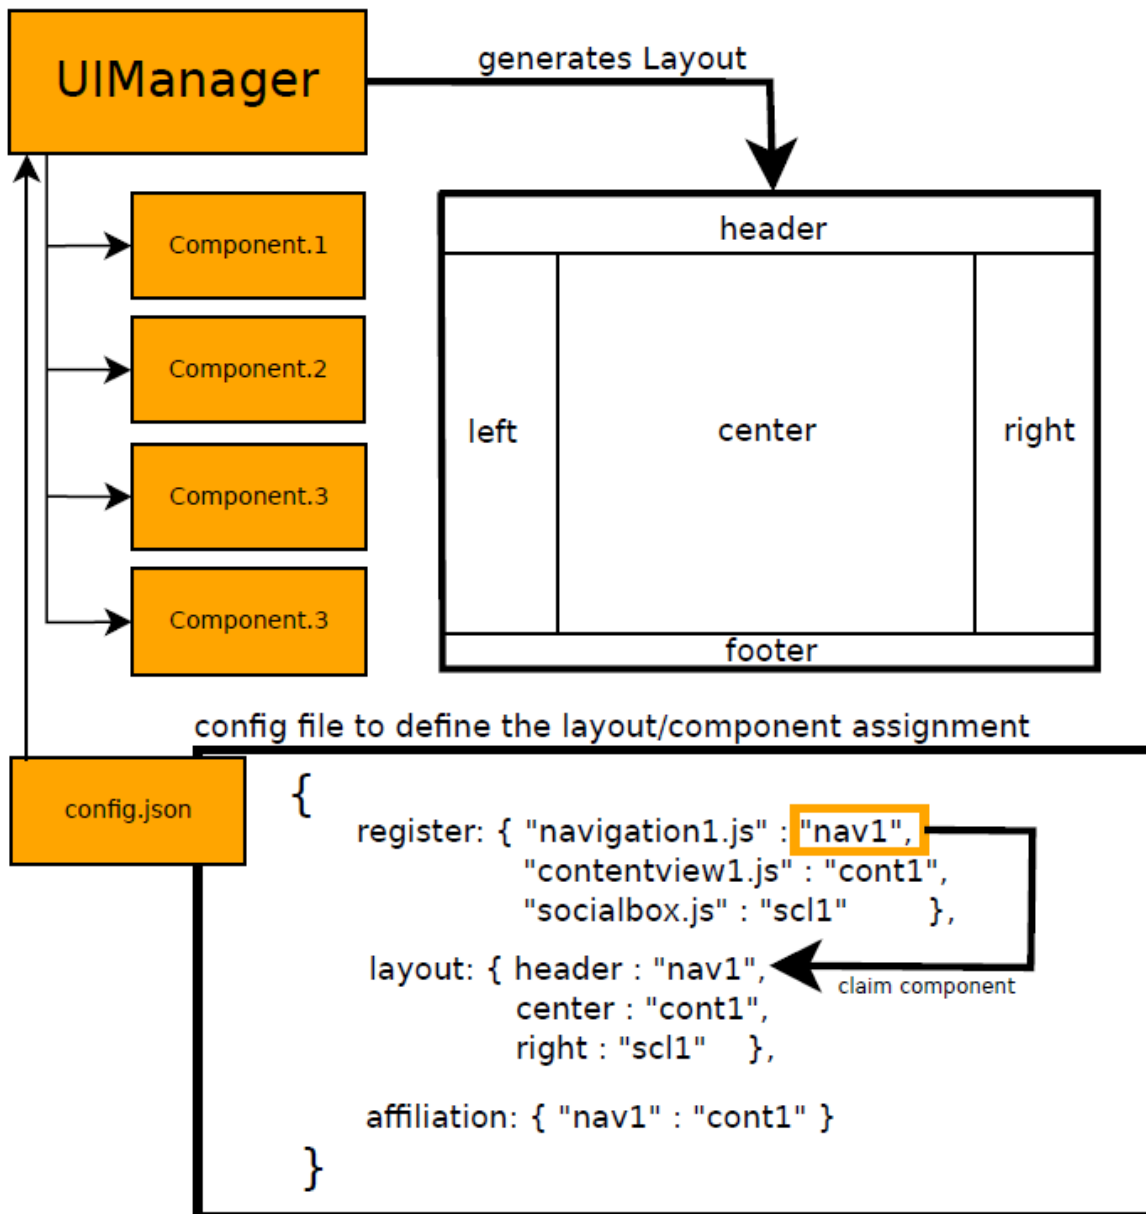 UIManager
generates Layout
Component.1
Component.2
Component.3
Component.3
header
left
center
right
footer
config file to define the layout/component assignment
config.json
{
register: { "navigation1.js" : "nav1",
"contentview1.js" : "cont1",
"socialbox.js" : "scl1" },
layout: { header : "nav1",
claim component
center : "cont1",
right : "scl1" },
affiliation: { "nav1" : "cont1" }
}